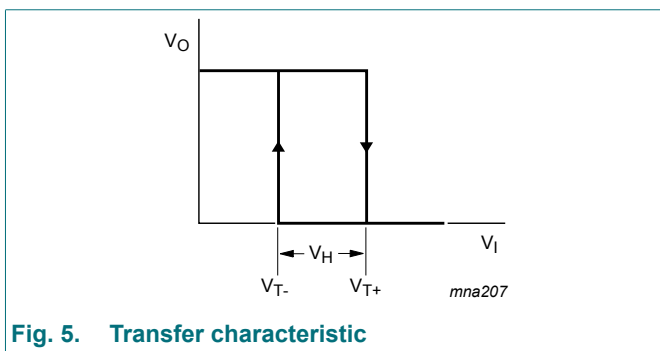 VO
VI
VH
VT- VT+
mna207
Fig. 5. Transfer characteristic